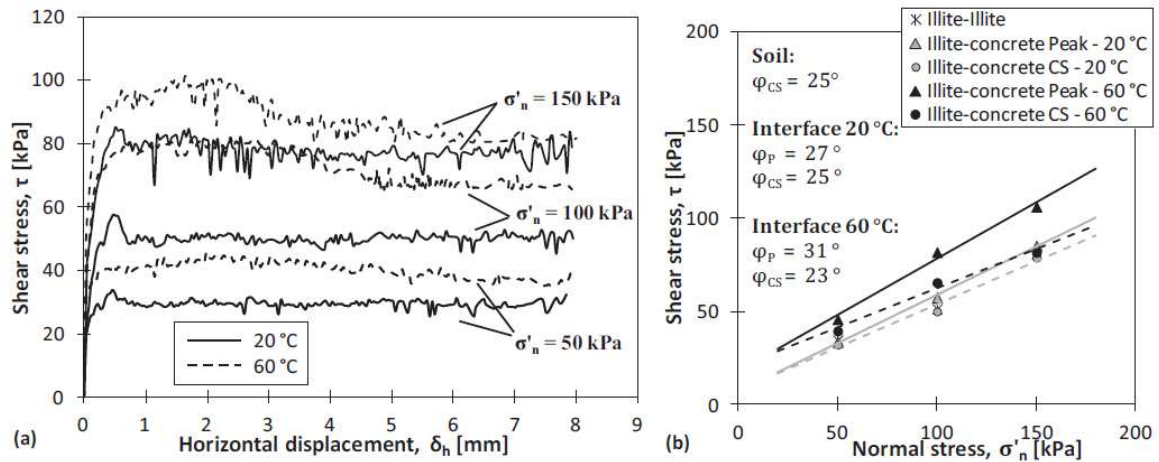 120
100
80
60
40
20
0
Shear stress, τ [kPa]
σ'n = 150 kPa
σ'n = 100 kPa
σ'n = 50 kPa
20 °C
60 °C
0 1 2 3 4 5 6 7 8 9
(a)
Horizontal displacement, δh [mm]
200
150
100
50
0
Shear stress, τ [kPa]
Soil:
φCS = 25°
Interface 20 °C:
φP = 27°
φCS = 25°
Interface 60 °C:
φP = 31°
φCS = 23°
Illite-Illite
Illite-concrete Peak - 20 °C
Illite-concrete CS - 20 °C
Illite-concrete Peak - 60 °C
Illite-concrete CS - 60 °C
0 50 100 150 200
(b)
Normal stress, σ'n [kPa]